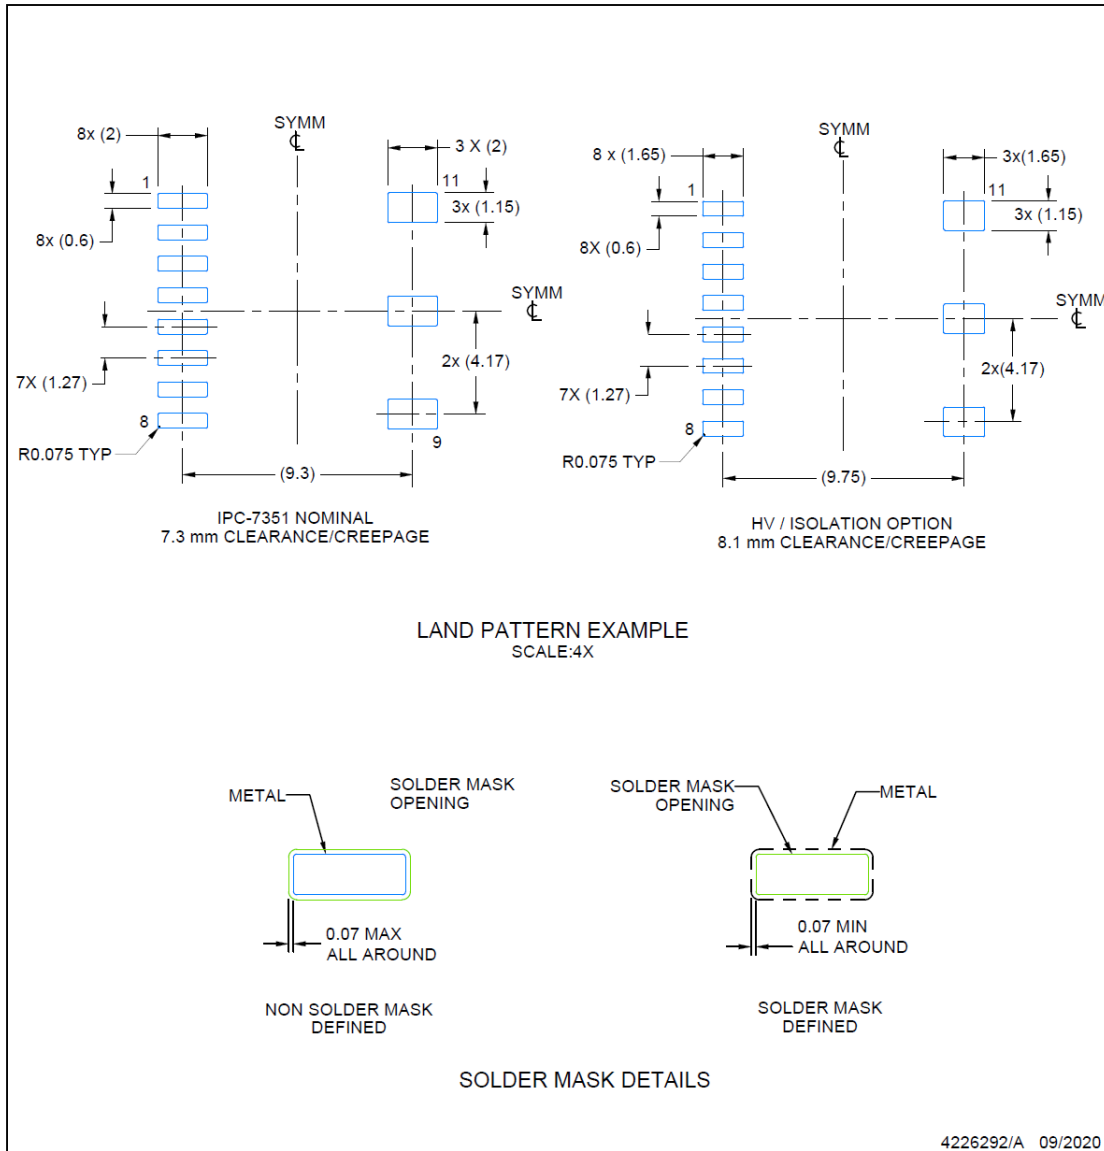 8x (2)
SYMM
℄
3 X (2)
1
11
3x (1.15)
8x (0.6)
SYMM
℄
2x (4.17)
7X (1.27)
8
9
R0.075 TYP
(9.3)
IPC-7351 NOMINAL
7.3 mm CLEARANCE/CREEPAGE
SYMM
℄
8 x (1.65)
3x(1.65)
1
11
3x (1.15)
8X (0.6)
SYMM
℄
2x(4.17)
7X (1.27)
8
R0.075 TYP
(9.75)
HV / ISOLATION OPTION
8.1 mm CLEARANCE/CREEPAGE
LAND PATTERN EXAMPLE
SCALE:4X
METAL
SOLDER MASK
OPENING
0.07 MAX
ALL AROUND
NON SOLDER MASK
DEFINED
SOLDER MASK
OPENING
METAL
0.07 MIN
ALL AROUND
SOLDER MASK
DEFINED
SOLDER MASK DETAILS
4226292/A 09/2020